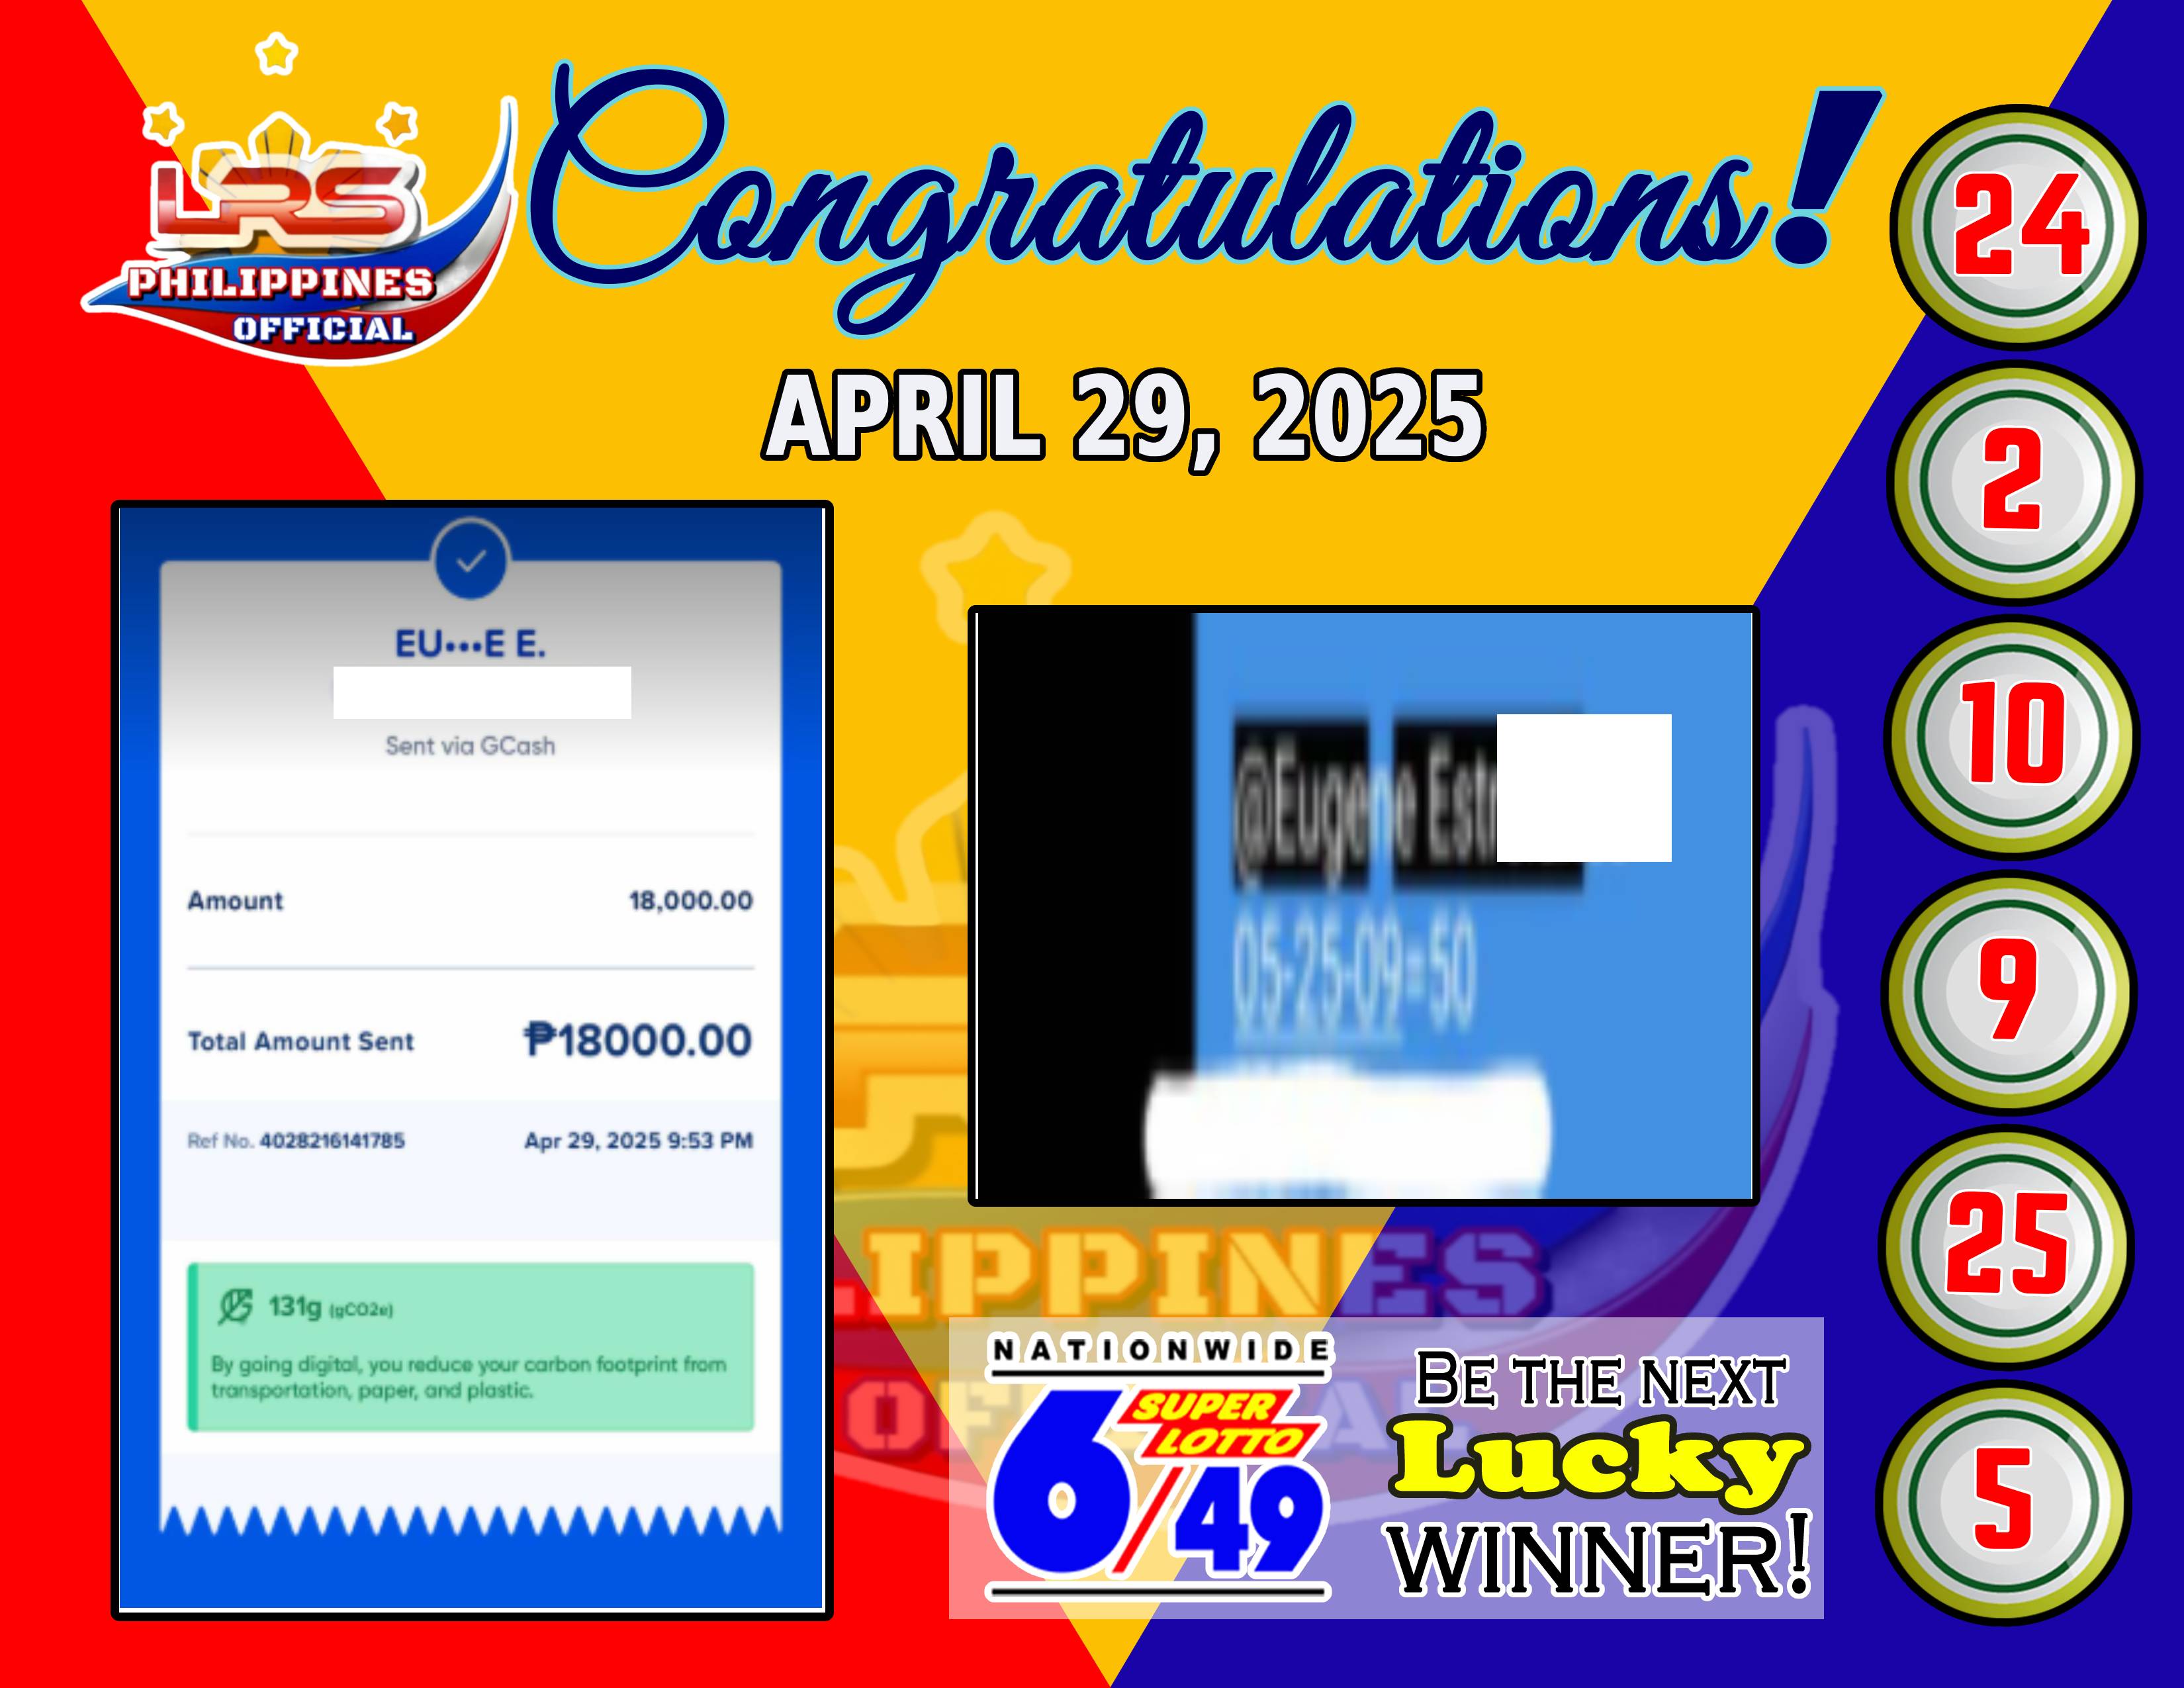 LRS
PHILIPPINES
OFFICIAL
Congratulations!
APRIL 29, 2025
EU•••E E.
Sent via GCash
Amount 18,000.00
Total Amount Sent ₱18000.00
Ref No. 4028216141785 Apr 29, 2025 9:53 PM
131g (gCO2e)
By going digital, you reduce your carbon footprint from
transportation, paper, and plastic.
@Eugene Estr
05-25-09=50
24
2
10
9
25
5
LIPPINES
NATIONWIDE
6/49
SUPER
LOTTO
BE THE NEXT
Lucky
WINNER!